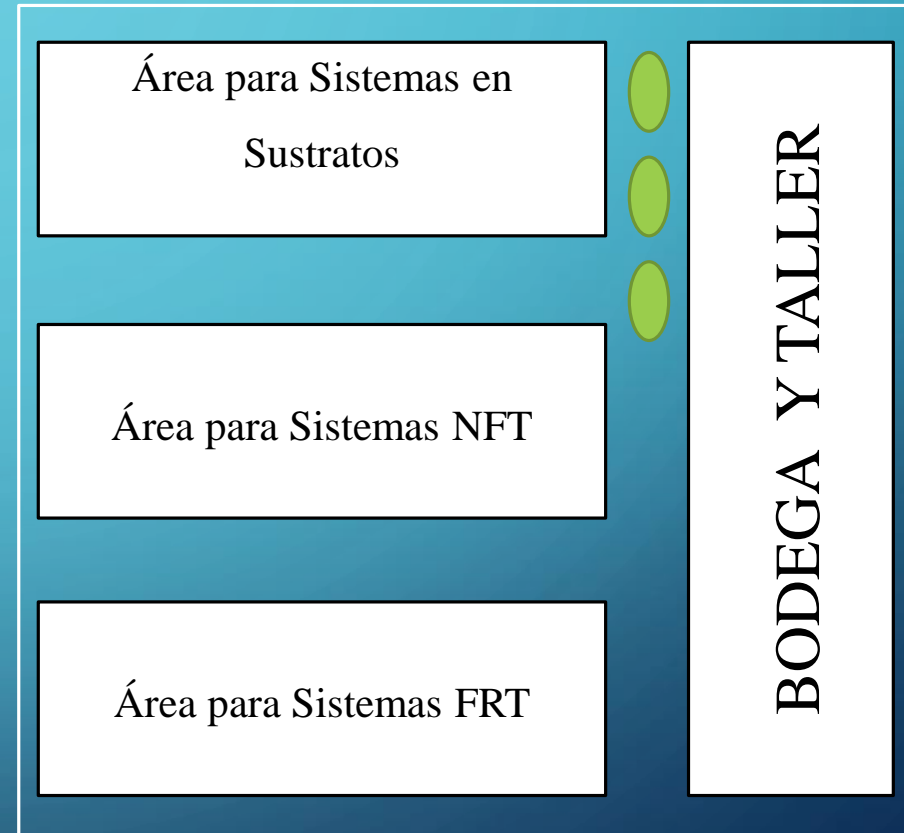 Área para Sistemas en
Sustratos
Área para Sistemas NFT
Área para Sistemas FRT
BODEGA Y TALLER